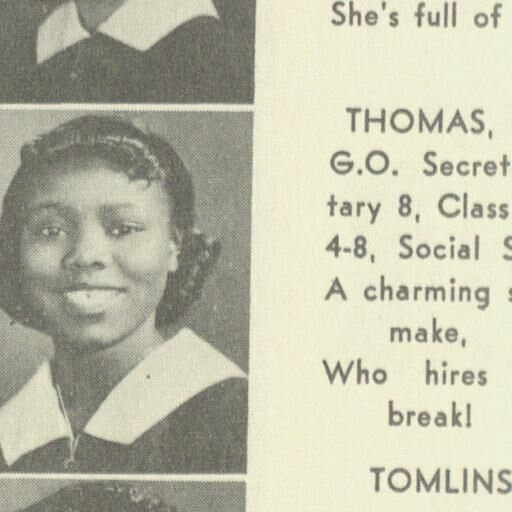 She's full of
THOMAS,
G.O. Secret
tary 8, Class
4-8, Social S
A charming s
make,
Who hires
break!
TOMLINS